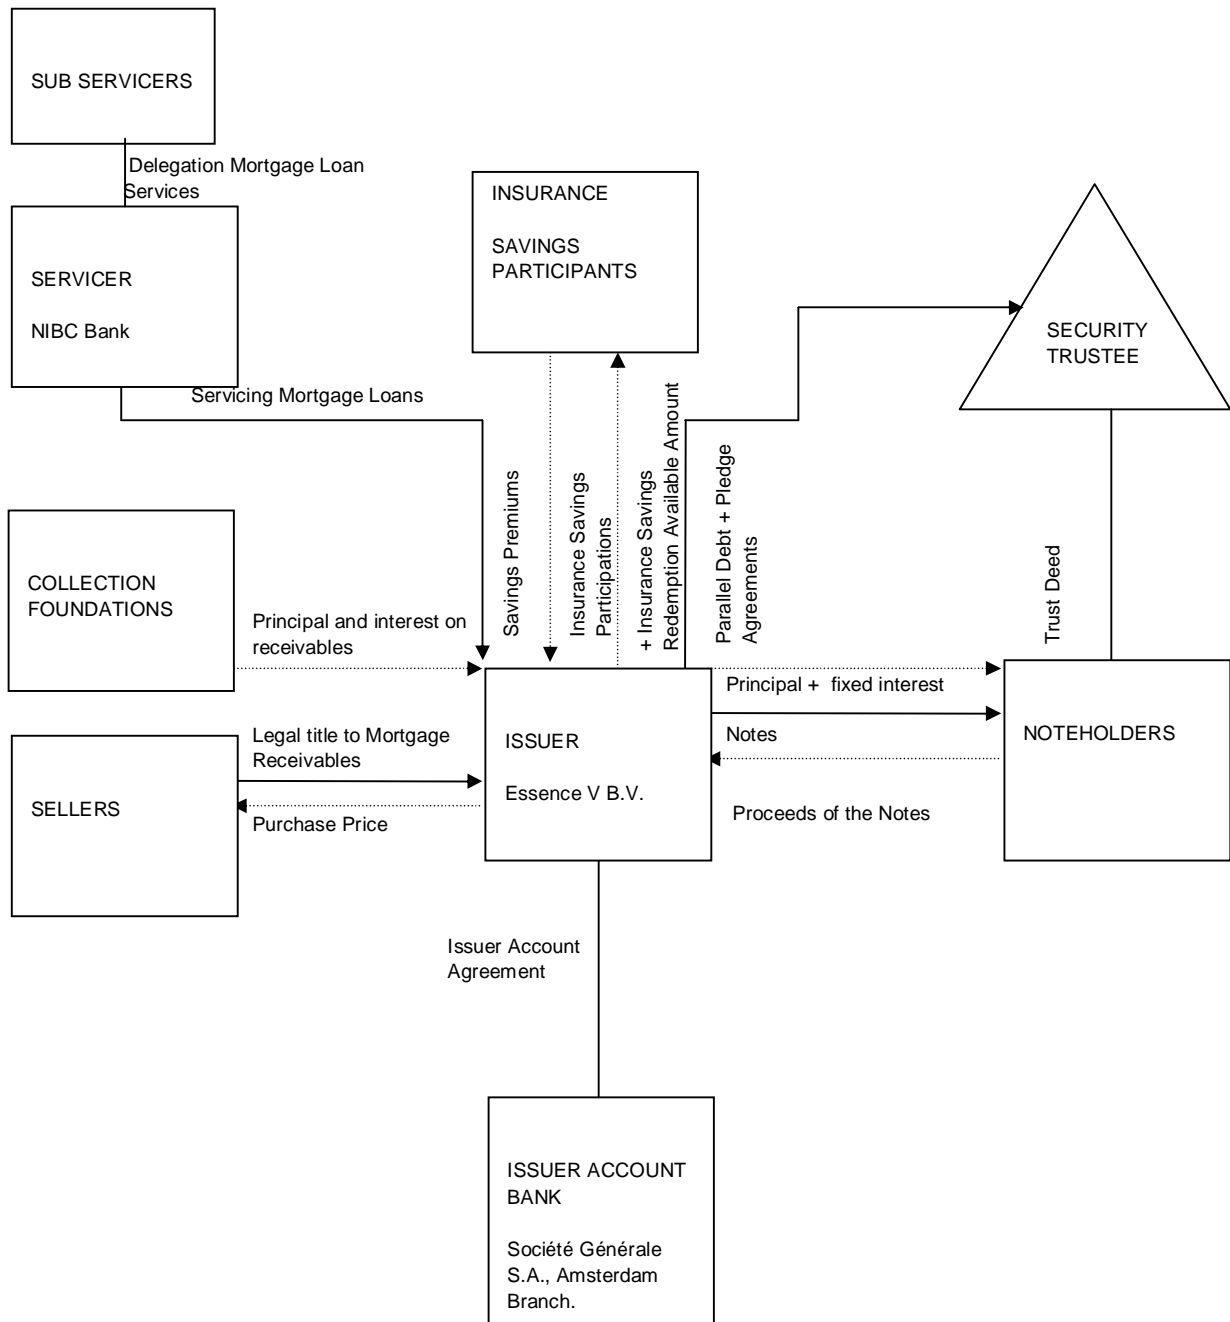 SUB SERVICERS
Delegation Mortgage Loan
Services
SERVICER
NIBC Bank
INSURANCE
SAVINGS
PARTICIPANTS
SECURITY
TRUSTEE
Servicing Mortgage Loans
Savings Premiums
Insurance Savings
Participations
+ Insurance Savings
Redemption Available Amount
Parallel Debt + Pledge
Agreements
Trust Deed
COLLECTION
FOUNDATIONS
Principal and interest on
receivables
SELLERS
Legal title to Mortgage
Receivables
Purchase Price
ISSUER
Essence V B.V.
Principal + fixed interest
Notes
Proceeds of the Notes
NOTEHOLDERS
Issuer Account
Agreement
ISSUER ACCOUNT
BANK
Société Générale
S.A., Amsterdam
Branch.